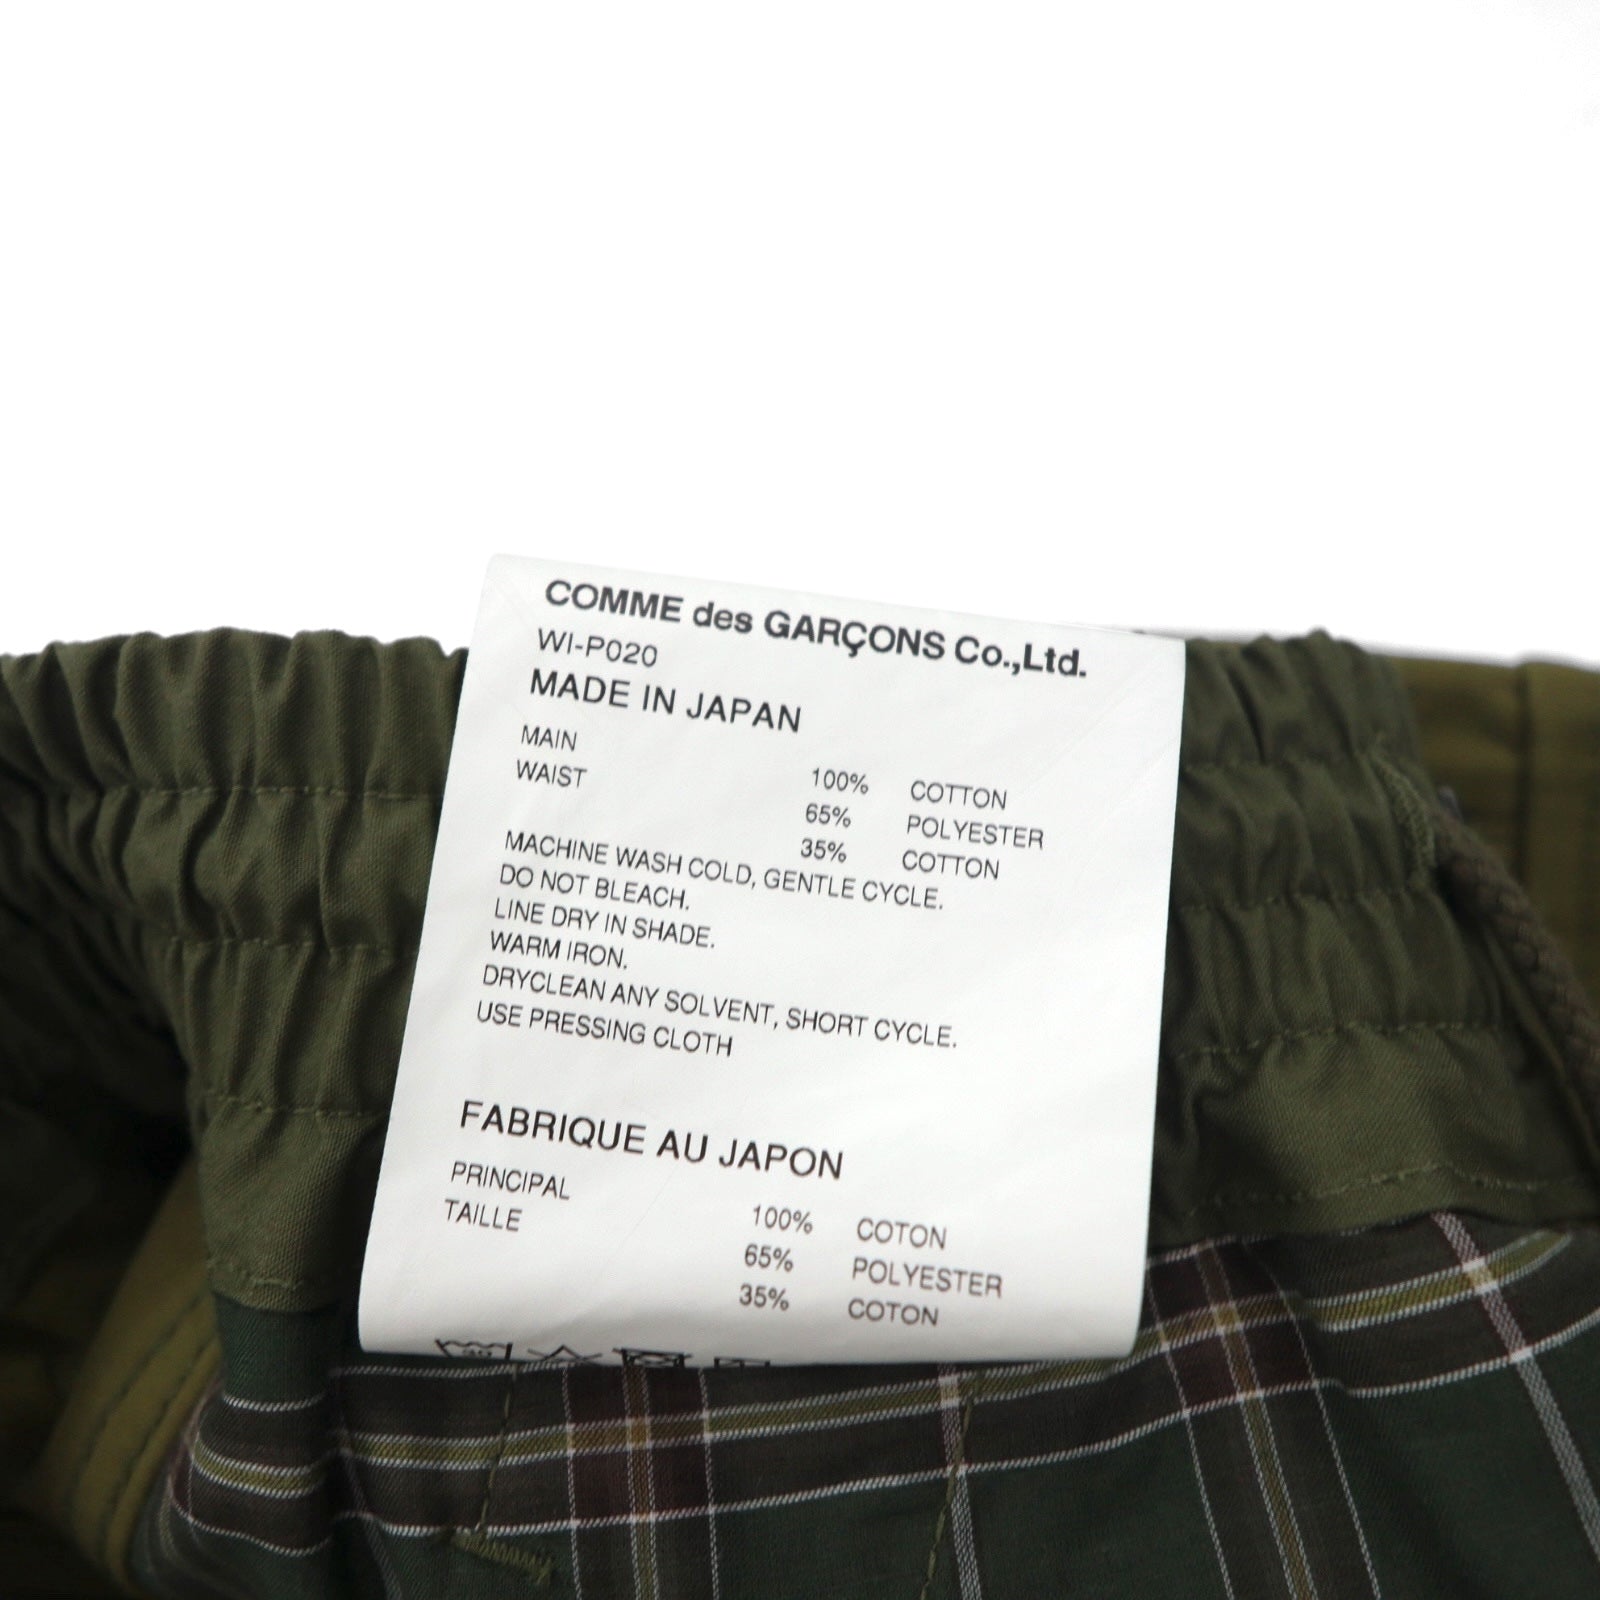 COMME des GARÇONS Co.,Ltd.
WI-P020
MADE IN JAPAN
MAIN 100% COTTON
WAIST 65% POLYESTER
35% COTTON
MACHINE WASH COLD, GENTLE CYCLE.
DO NOT BLEACH.
LINE DRY IN SHADE.
WARM IRON.
DRYCLEAN ANY SOLVENT, SHORT CYCLE.
USE PRESSING CLOTH
FABRIQUE AU JAPON
PRINCIPAL 100% COTON
TAILLE 65% POLYESTER
35% COTON